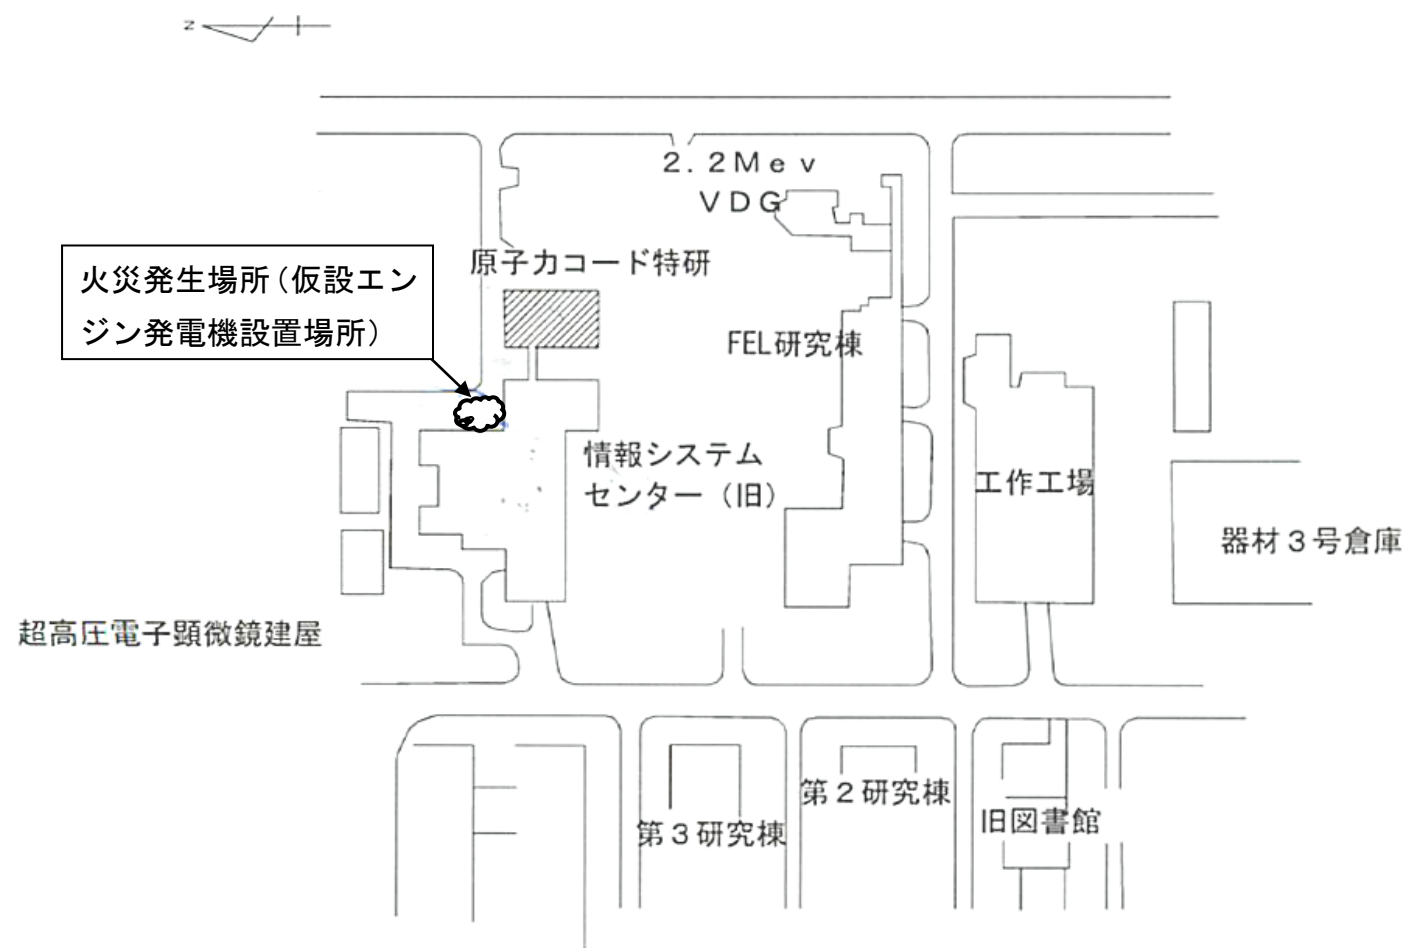 N
2.2Mev
VDG
原子力コード特研
火災発生場所(仮設エン
ジン発電機設置場所)
FEL研究棟
情報システム
センター(旧)
工作工場
器材3号倉庫
超高圧電子顕微鏡建屋
第2研究棟
第3研究棟
旧図書館